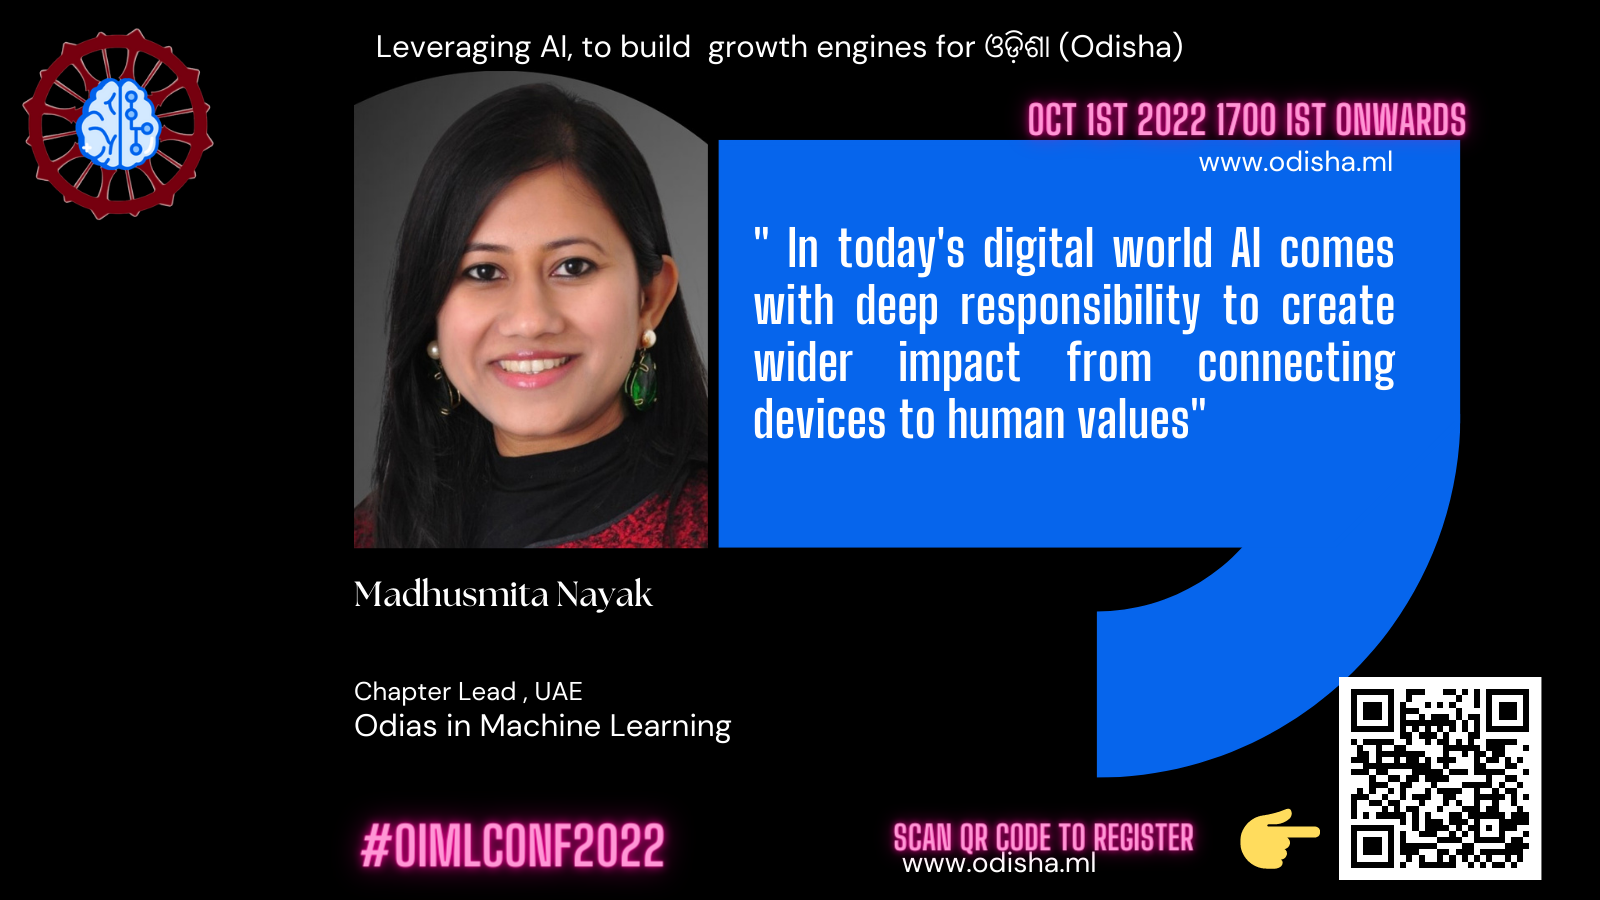 Leveraging AI, to build growth engines for ଓଡ଼ିଶା (Odisha)
OCT 1ST 2022 1700 IST ONWARDS
www.odisha.ml
" In today's digital world AI comes
with deep responsibility to create
wider impact from connecting
devices to human values"
Madhusmita Nayak
Chapter Lead , UAE
Odias in Machine Learning
#OIMLCONF2022
SCAN QR CODE TO REGISTER
www.odisha.ml